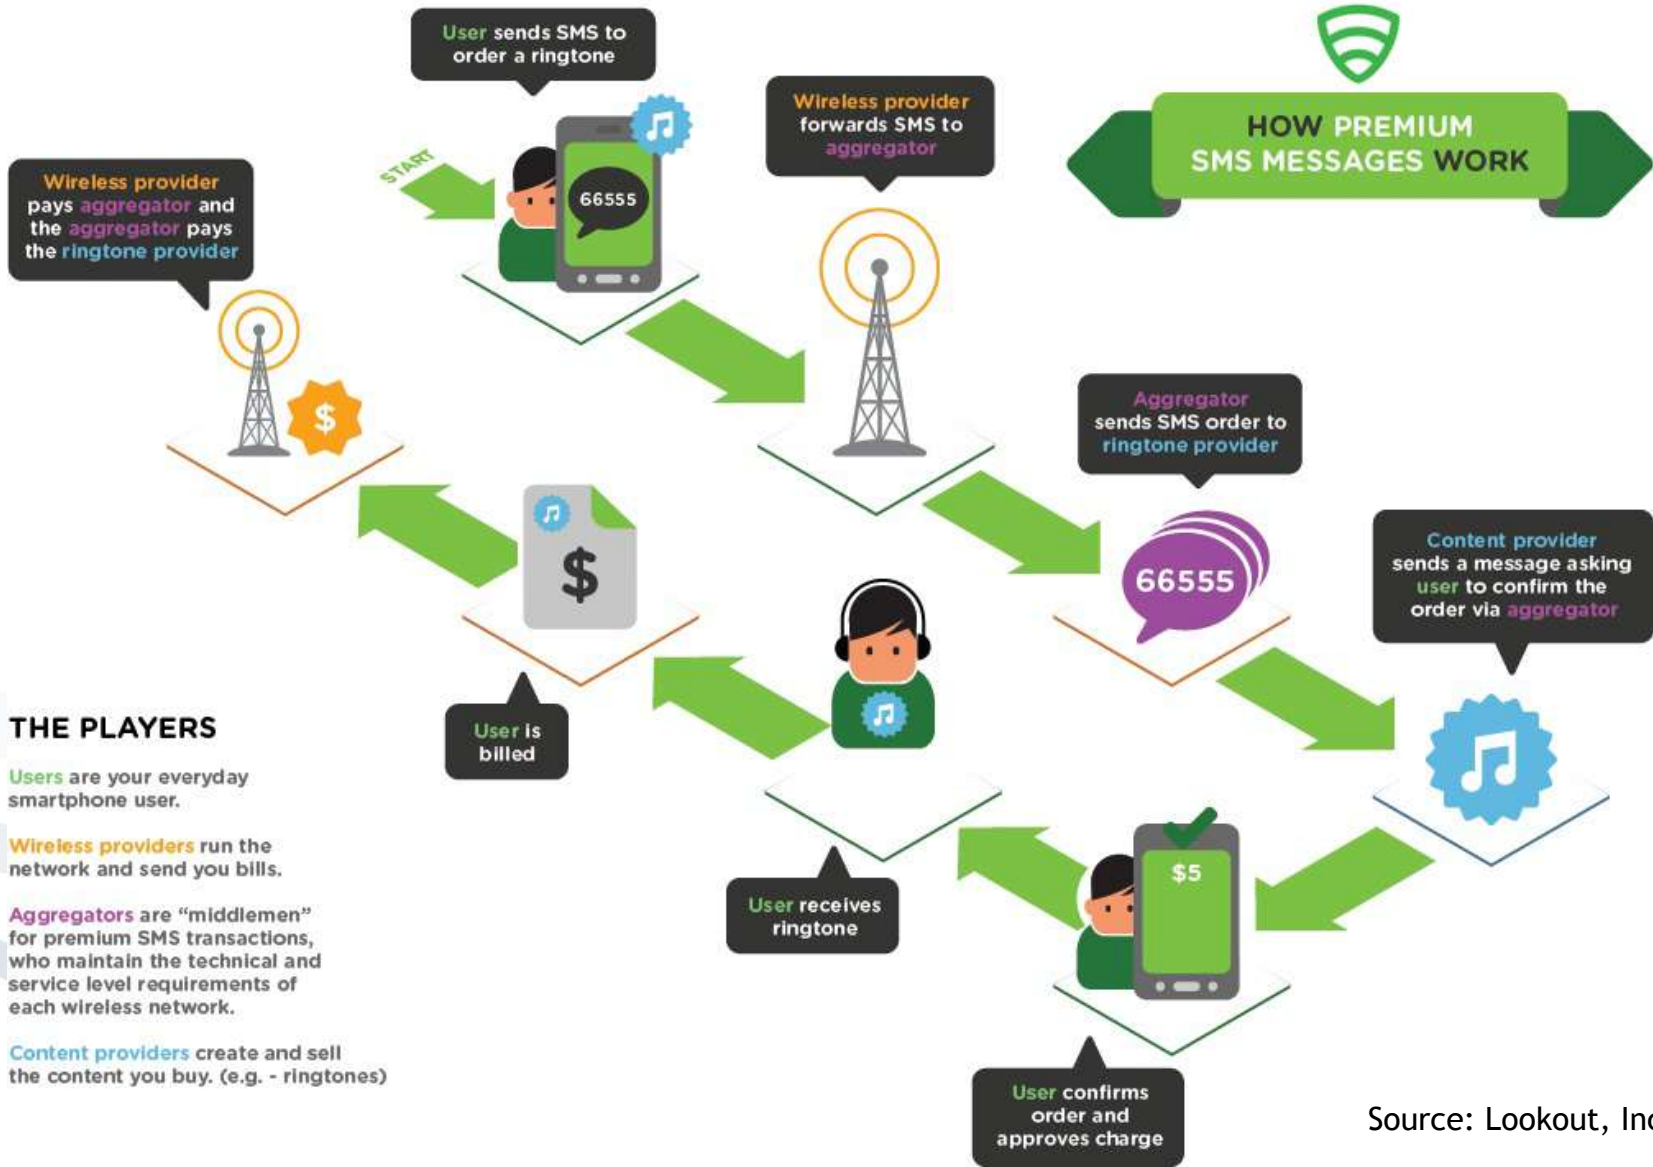 HOW PREMIUM
SMS MESSAGES WORK
START
User sends SMS to
order a ringtone
66555
Wireless provider
forwards SMS to
aggregator
Aggregator
sends SMS order to
ringtone provider
66555
Content provider
sends a message asking
user to confirm the
order via aggregator
$5
User confirms
order and
approves charge
User receives
ringtone
$
User is
billed
Wireless provider
pays aggregator and
the aggregator pays
the ringtone provider
$
THE PLAYERS
Users are your everyday
smartphone user.
Wireless providers run the
network and send you bills.
Aggregators are “middlemen”
for premium SMS transactions,
who maintain the technical and
service level requirements of
each wireless network.
Content providers create and sell
the content you buy. (e.g. - ringtones)
Source: Lookout, Inc